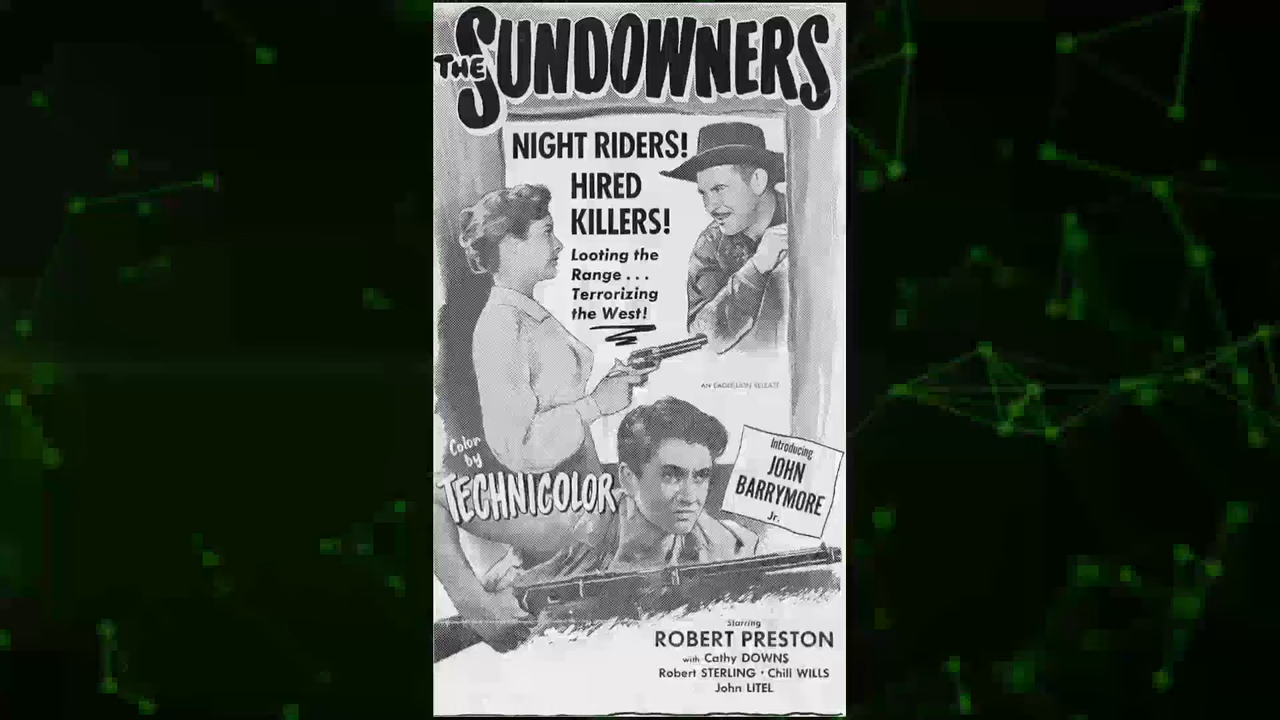 THE SUNDOWNERS
NIGHT RIDERS!
HIRED
KILLERS!
Looting the
Range...
Terrorizing
the West!
AN EAGLE LION RELEASE
Color
by
TECHNICOLOR
Introducing
JOHN
BARRYMORE
Jr.
Starring
ROBERT PRESTON
with Cathy DOWNS
Robert STERLING • Chill WILLS
John LITEL